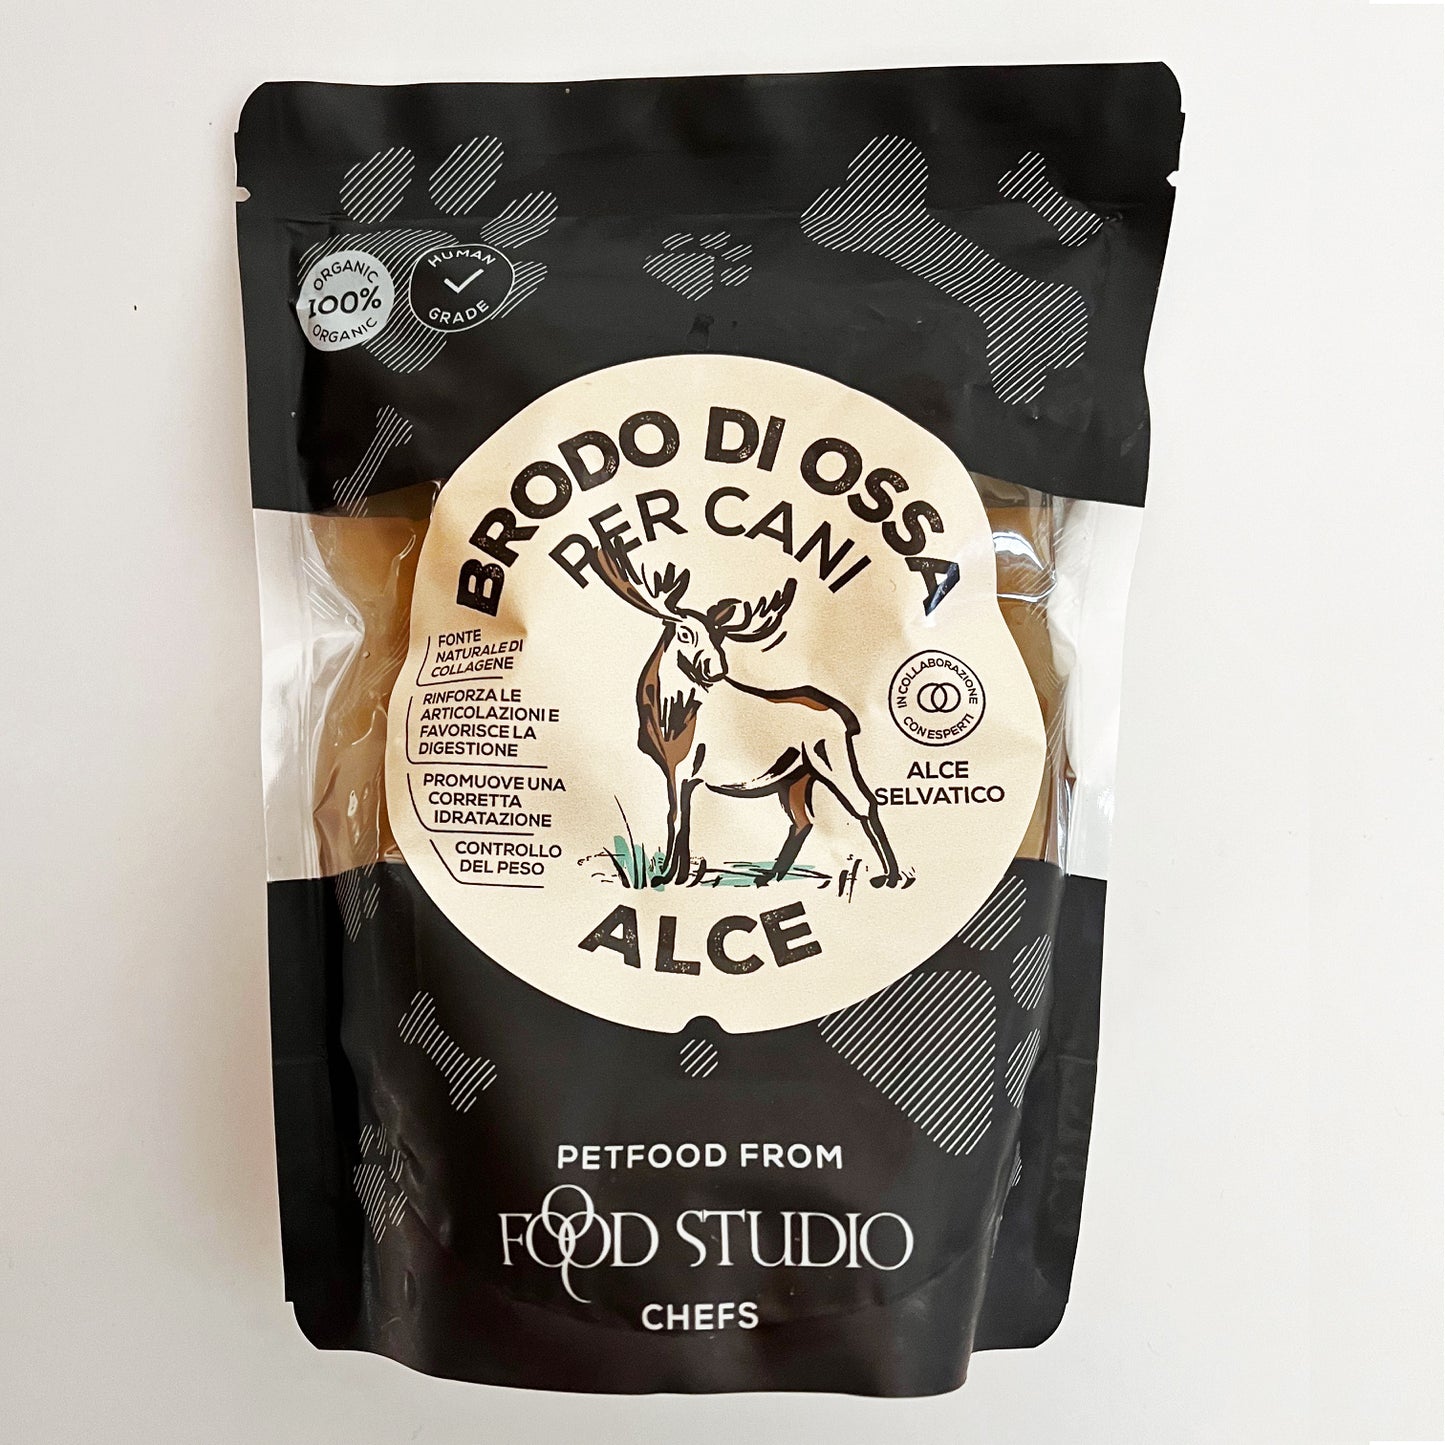 ORGANIC
100%
ORGANIC
HUMAN
GRADE
BRODO DI OSSA
PER CANI
FONTE
NATURALE DI
COLLAGENE
RINFORZA LE
ARTICOLAZIONI E
FAVORISCE LA
DIGESTIONE
PROMUOVE UNA
CORRETTA
IDRATAZIONE
CONTROLLO
DEL PESO
IN COLLABORAZIONE
CON ESPERTI
ALCE
SELVATICO
ALCE
PETFOOD FROM
FOOD STUDIO
CHEFS